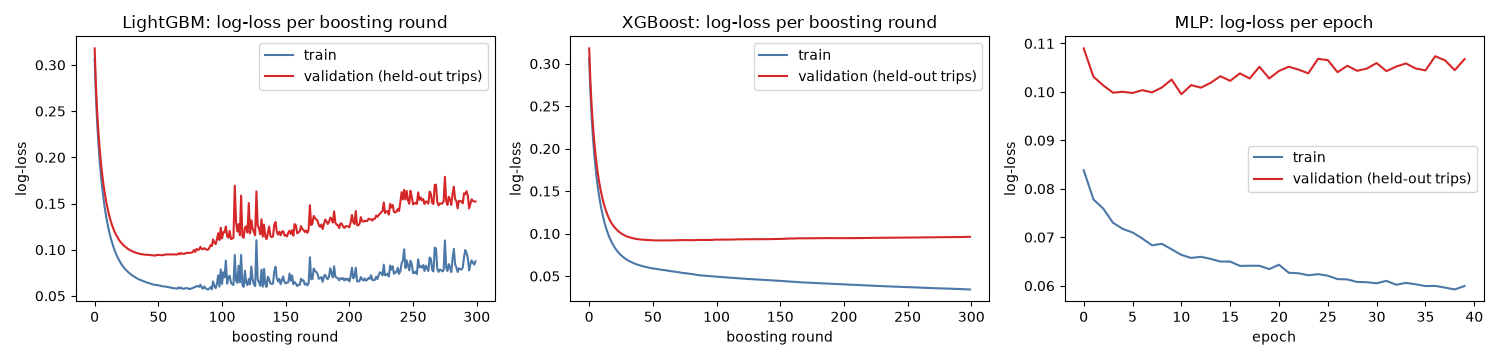 LightGBM: log-loss per boosting round
log-loss
0.30
0.25
0.20
0.15
0.10
0.05
train
validation (held-out trips)
0 50 100 150 200 250 300
boosting round
XGBoost: log-loss per boosting round
log-loss
0.30
0.25
0.20
0.15
0.10
0.05
train
validation (held-out trips)
0 50 100 150 200 250 300
boosting round
MLP: log-loss per epoch
log-loss
0.11
0.10
0.09
0.08
0.07
0.06
train
validation (held-out trips)
0 5 10 15 20 25 30 35 40
epoch